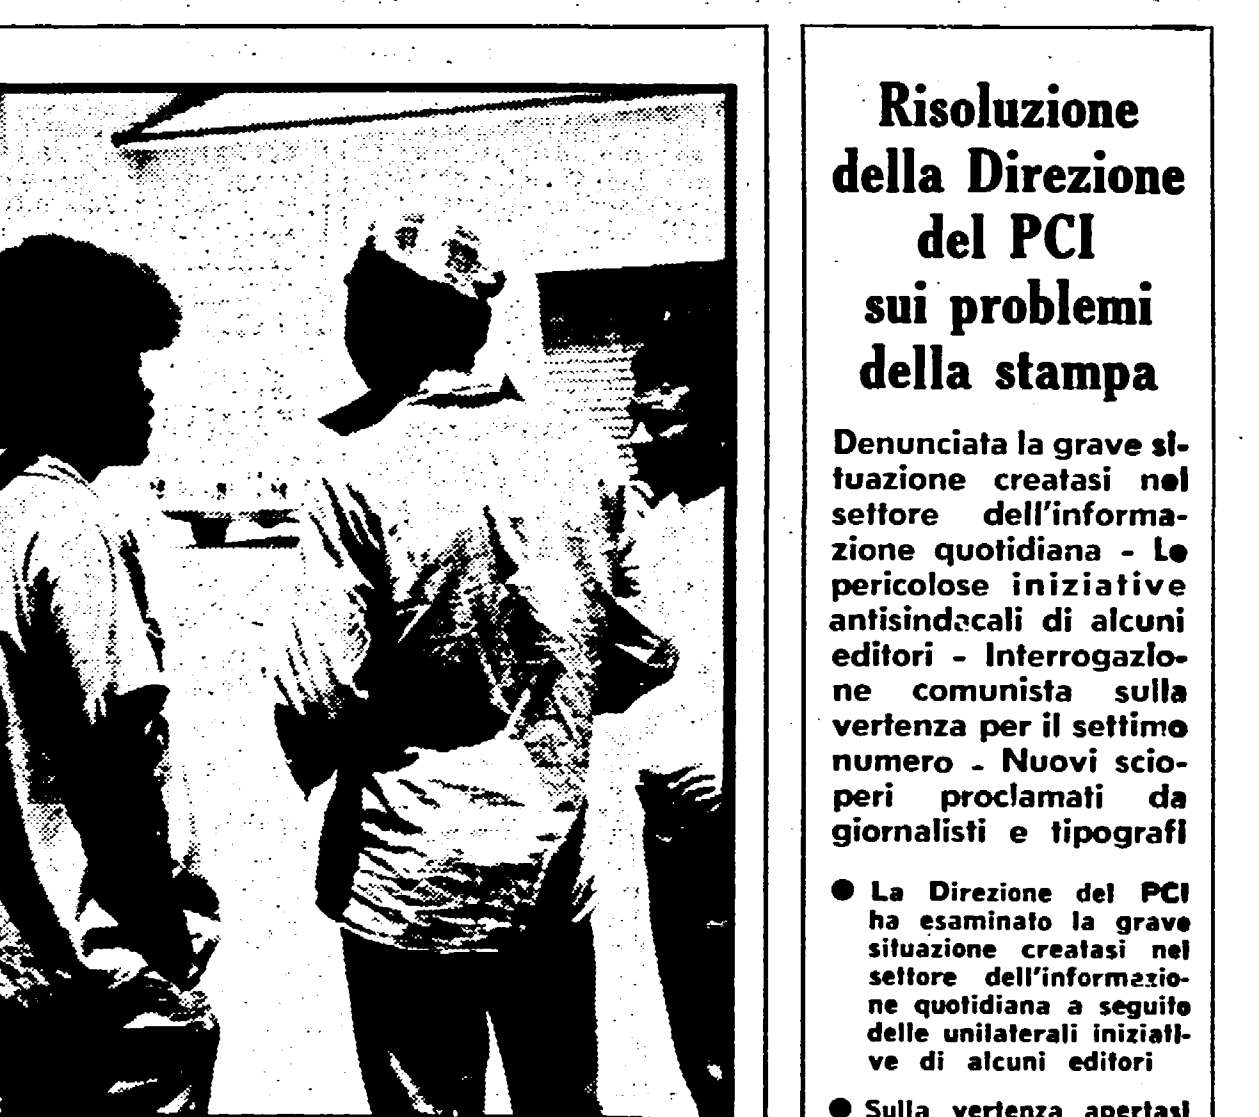 Risoluzione
della Direzione
del PCI
sui problemi
della stampa
Denunciata la grave si-
tuazione creatasi nel
settore dell'informa-
zione quotidiana - Le
pericolose iniziative
antisindacali di alcuni
editori - Interrogazio-
ne comunista sulla
vertenza per il settimo
numero - Nuovi scio-
peri proclamati da
giornalisti e tipografi
● La Direzione del PCI
ha esaminato la grave
situazione creatasi nel
settore dell'informazio-
ne quotidiana a seguito
delle unilaterali iniziati-
ve di alcuni editori
● Sulla vertenza apertasi